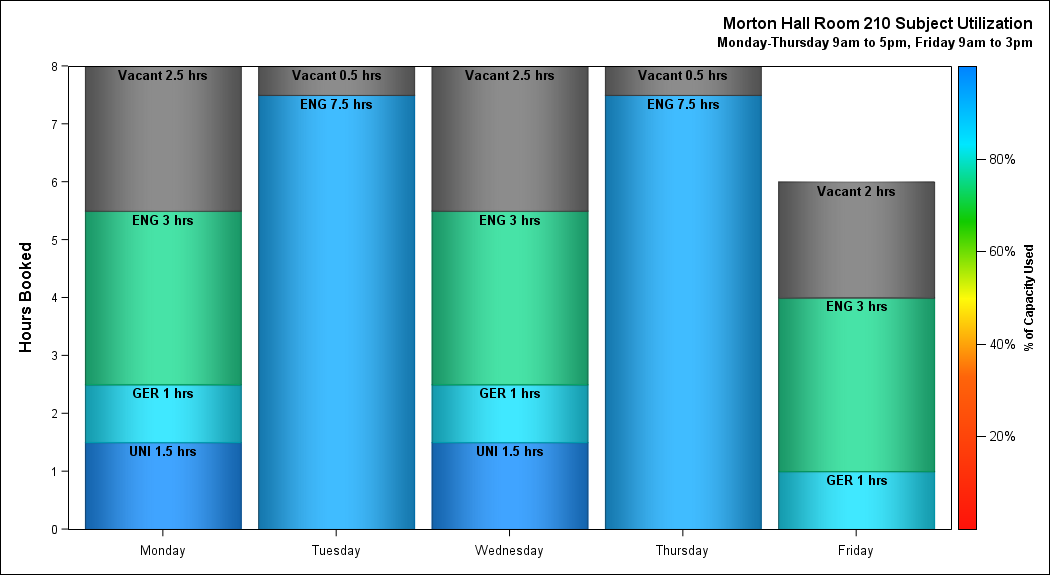 Morton Hall Room 210 Subject Utilization
Monday-Thursday 9am to 5pm, Friday 9am to 3pm
Hours Booked
8
7
6
5
4
3
2
1
0
Vacant 2.5 hrs
ENG 3 hrs
GER 1 hrs
UNI 1.5 hrs
Vacant 0.5 hrs
ENG 7.5 hrs
Vacant 2.5 hrs
ENG 3 hrs
GER 1 hrs
UNI 1.5 hrs
Vacant 0.5 hrs
ENG 7.5 hrs
Vacant 2 hrs
ENG 3 hrs
GER 1 hrs
Monday
Tuesday
Wednesday
Thursday
Friday
80%
60%
40%
20%
% of Capacity Used